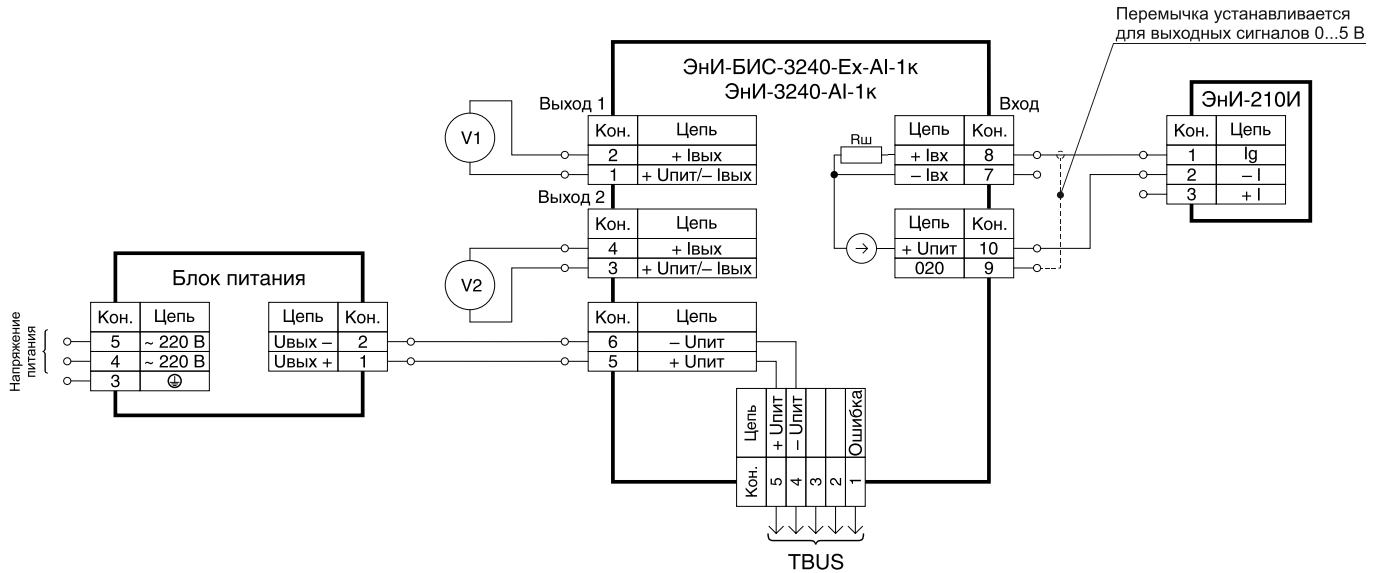 Перемычка устанавливается
для выходных сигналов 0...5 В
ЭнИ-БИС-3240-Ex-AI-1к
ЭнИ-3240-AI-1к
ЭнИ-210И
Выход 1
Вход
Кон. Цепь
2 + Iвых
1 + Uпит/– Iвых
V1
Rш
Цепь Кон.
+ Iвх 8
– Iвх 7
Кон. Цепь
1 Ig
2 – I
3 + I
Выход 2
Кон. Цепь
4 + Iвых
3 + Uпит/– Iвых
V2
Цепь Кон.
+ Uпит 10
020 9
Блок питания
Напряжение
питания
Кон. Цепь
5 ~ 220 В
4 ~ 220 В
3
Цепь Кон.
Uвых – 2
Uвых + 1
Кон. Цепь
6 – Uпит
5 + Uпит
Цепь + Uпит – Uпит Ошибка
Кон. 5 4 3 2 1
TBUS